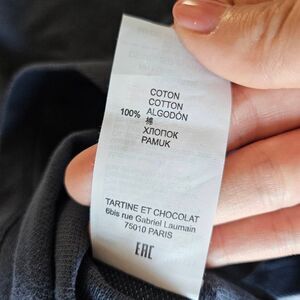 COTON
COTTON
100% ALGODÓN
棉
ХЛОПОК
PAMUK
TARTINE ET CHOCOLAT
6bis rue Gabriel Laumain
75010 PARIS
EAC